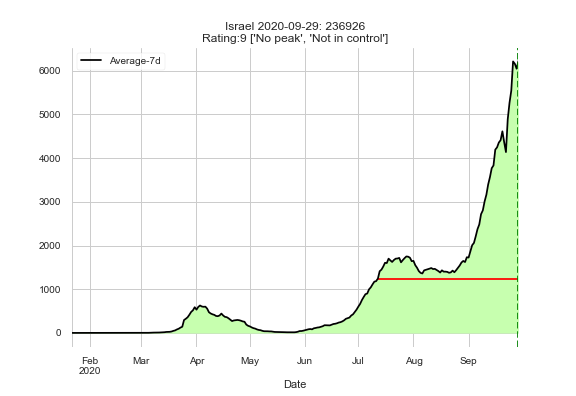 Israel 2020-09-29: 236926
Rating:9 ['No peak', 'Not in control']
Average-7d
6000
5000
4000
3000
2000
1000
0
Feb Mar Apr May Jun Jul Aug Sep
2020
Date